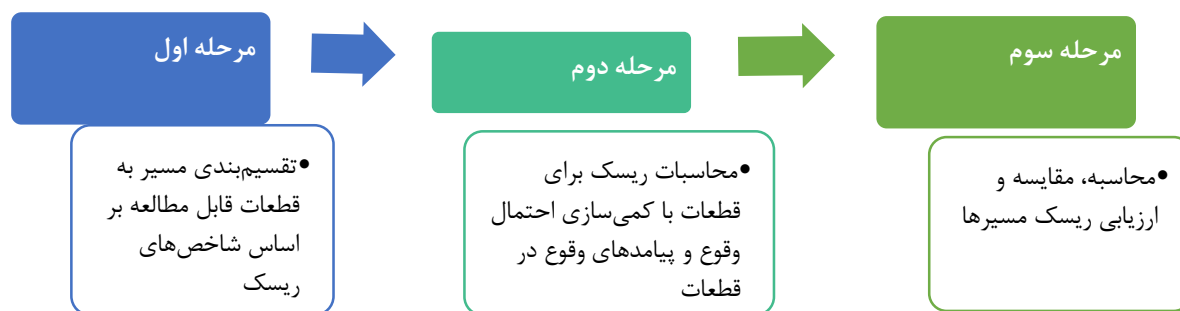 مرحله اول
•تقسیم‌بندی مسیر به
قطعات قابل مطالعه بر
اساس شاخص‌های
ریسک
مرحله دوم
•محاسبات ریسک برای
قطعات با کمی‌سازی احتمال
وقوع و پیامدهای وقوع در
قطعات
مرحله سوم
•محاسبه، مقایسه و
ارزیابی ریسک مسیرها